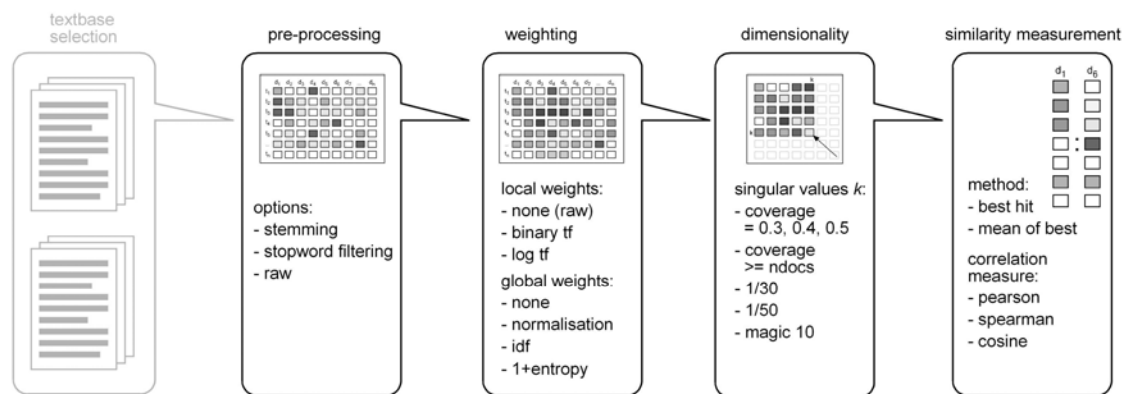 textbase
selection
pre-processing
options:
- stemming
- stopword filtering
- raw
weighting
local weights:
- none (raw)
- binary tf
- log tf
global weights:
- none
- normalisation
- idf
- 1+entropy
dimensionality
k
k
singular values k:
- coverage
= 0.3, 0.4, 0.5
- coverage
>= ndocs
- 1/30
- 1/50
- magic 10
similarity measurement
d1 d6
:
method:
- best hit
- mean of best
correlation
measure:
- pearson
- spearman
- cosine